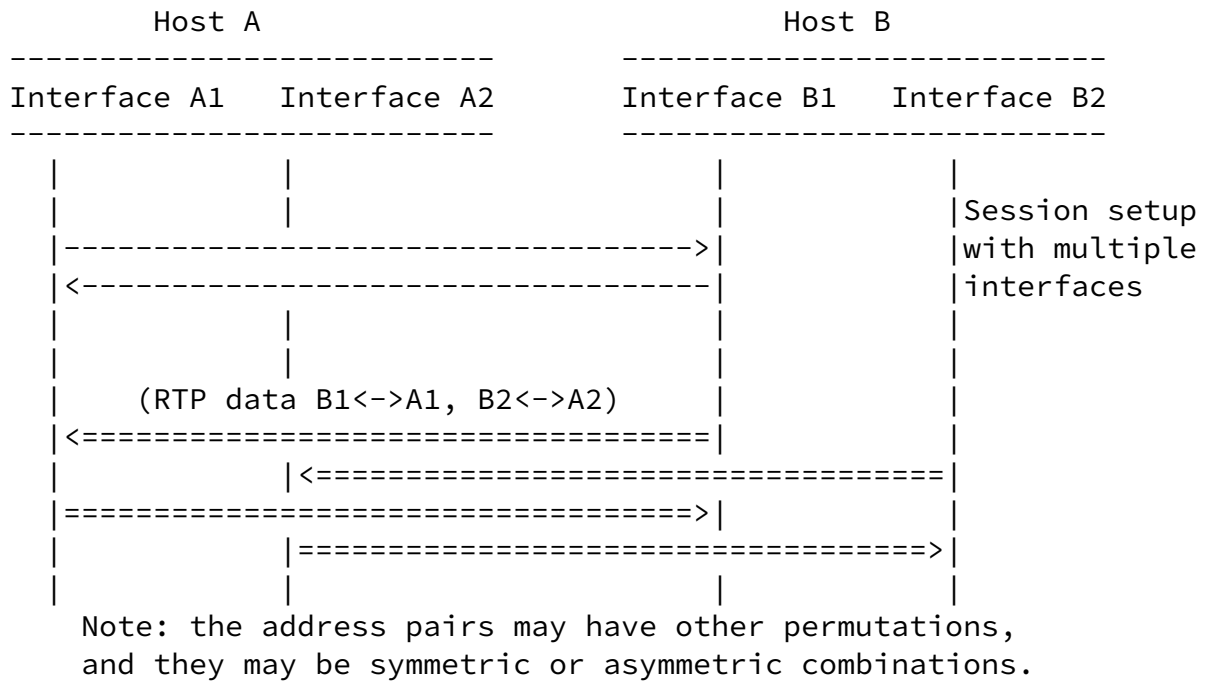 Host A Host B
Interface A1 Interface A2 Interface B1 Interface B2
Session setup
with multiple
interfaces
(RTP data B1<->A1, B2<->A2)
Note: the address pairs may have other permutations,
and they may be symmetric or asymmetric combinations.